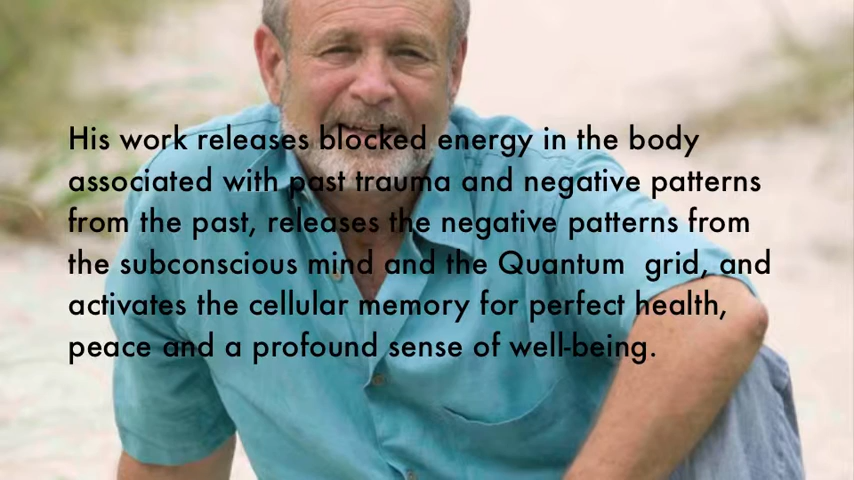 His work releases blocked energy in the body
associated with past trauma and negative patterns
from the past, releases the negative patterns from
the subconscious mind and the Quantum  grid, and
activates the cellular memory for perfect health,
peace and a profound sense of well-being.